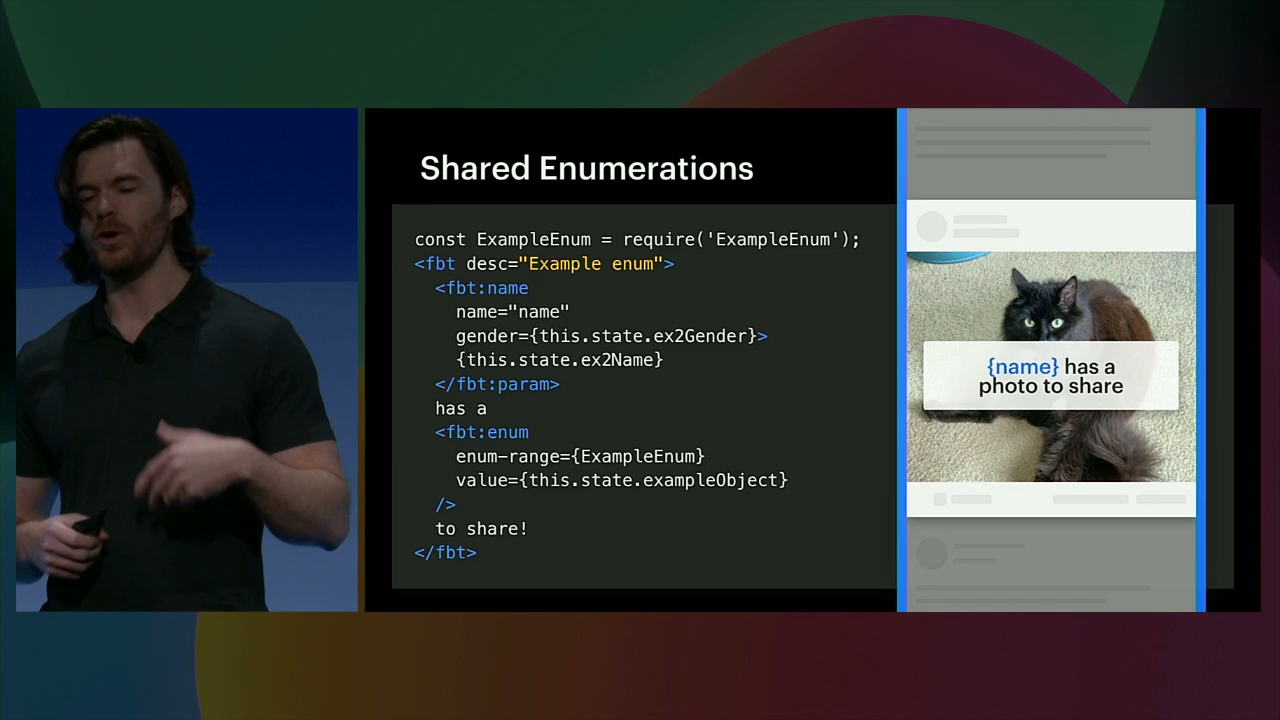 Shared Enumerations
const ExampleEnum = require('ExampleEnum');
<fbt desc="Example enum">
<fbt:name
name="name"
gender={this.state.ex2Gender}>
{this.state.ex2Name}
</fbt:param>
has a
<fbt:enum
enum-range={ExampleEnum}
value={this.state.exampleObject}
/>
to share!
</fbt>
{name} has a
photo to share